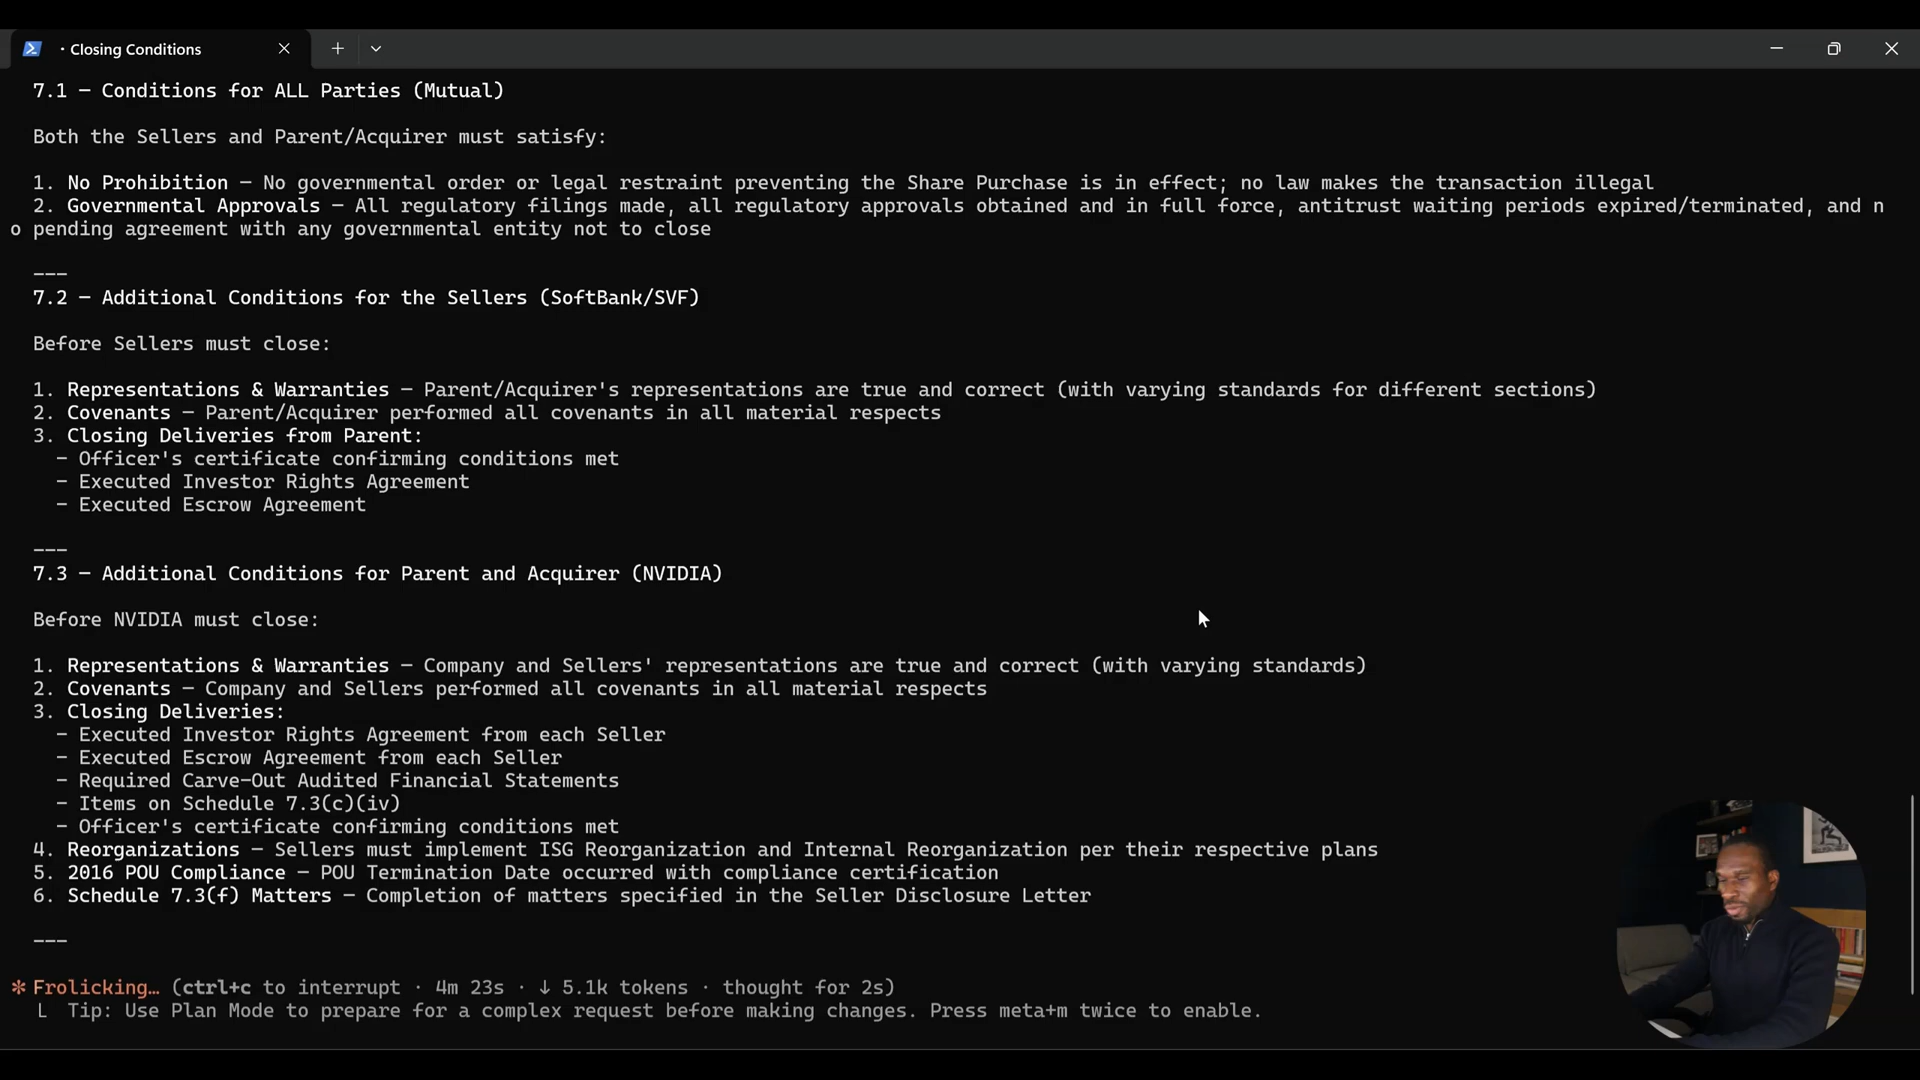 · Closing Conditions
7.1 — Conditions for ALL Parties (Mutual)
Both the Sellers and Parent/Acquirer must satisfy:
1. No Prohibition — No governmental order or legal restraint preventing the Share Purchase is in effect; no law makes the transaction illegal
2. Governmental Approvals — All regulatory filings made, all regulatory approvals obtained and in full force, antitrust waiting periods expired/terminated, and n
o pending agreement with any governmental entity not to close
---
7.2 — Additional Conditions for the Sellers (SoftBank/SVF)
Before Sellers must close:
1. Representations & Warranties — Parent/Acquirer's representations are true and correct (with varying standards for different sections)
2. Covenants — Parent/Acquirer performed all covenants in all material respects
3. Closing Deliveries from Parent:
- Officer's certificate confirming conditions met
- Executed Investor Rights Agreement
- Executed Escrow Agreement
---
7.3 — Additional Conditions for Parent and Acquirer (NVIDIA)
Before NVIDIA must close:
1. Representations & Warranties — Company and Sellers' representations are true and correct (with varying standards)
2. Covenants — Company and Sellers performed all covenants in all material respects
3. Closing Deliveries:
- Executed Investor Rights Agreement from each Seller
- Executed Escrow Agreement from each Seller
- Required Carve-Out Audited Financial Statements
- Items on Schedule 7.3(c)(iv)
- Officer's certificate confirming conditions met
4. Reorganizations — Sellers must implement ISG Reorganization and Internal Reorganization per their respective plans
5. 2016 POU Compliance — POU Termination Date occurred with compliance certification
6. Schedule 7.3(f) Matters — Completion of matters specified in the Seller Disclosure Letter
---
✻ Frolicking… (ctrl+c to interrupt · 4m 23s · ↓ 5.1k tokens · thought for 2s)
└ Tip: Use Plan Mode to prepare for a complex request before making changes. Press meta+m twice to enable.